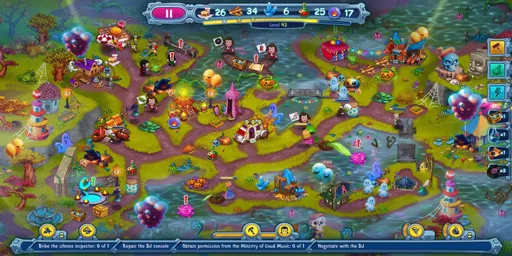 26 34 6 25 17
Level 43
Bribe the silence inspector: 0 of 1 Repair the DJ console Obtain permission from the Ministry of Loud Music: 0 of 1 Negotiate with the DJ